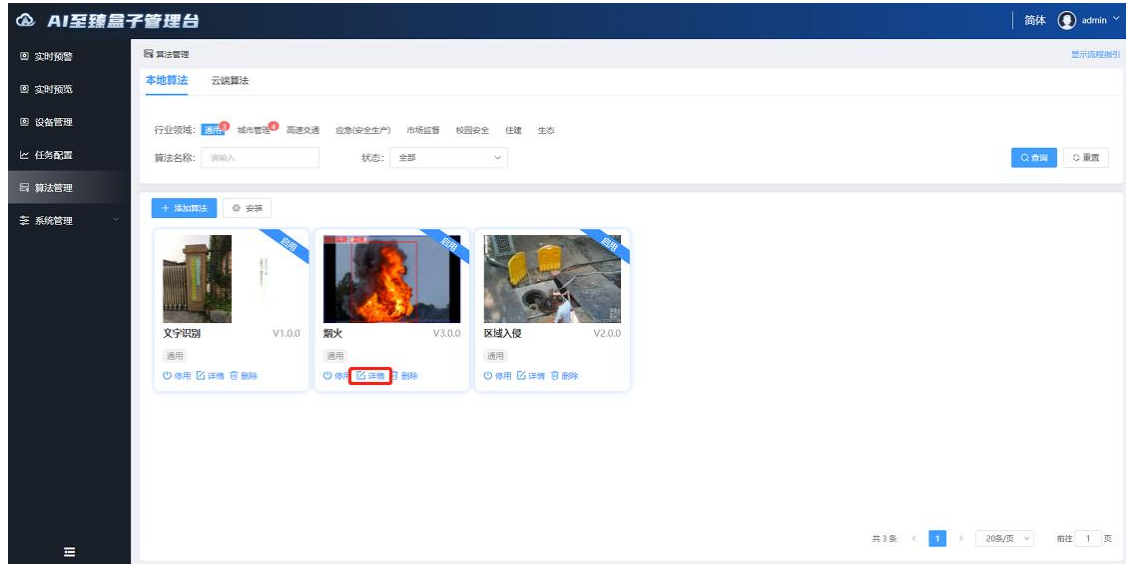 AI至臻盒子管理台
简体 admin
实时预警
实时预览
设备管理
任务配置
算法管理
系统管理
算法管理 显示流程指引
本地算法 云端算法
行业领域: 通用 3 城市管理 4 高速交通 应急(安全生产) 市场监督 校园安全 住建 生态
算法名称: 请输入 状态: 全部 查询 重置
+ 添加算法 安装
启用 启用 启用
文字识别 V1.0.0 烟火 V3.0.0 区域入侵 V2.0.0
通用 通用 通用
停用 详情 删除 停用 详情 删除 停用 详情 删除
共 3 条 < 1 > 20条/页 前往 1 页